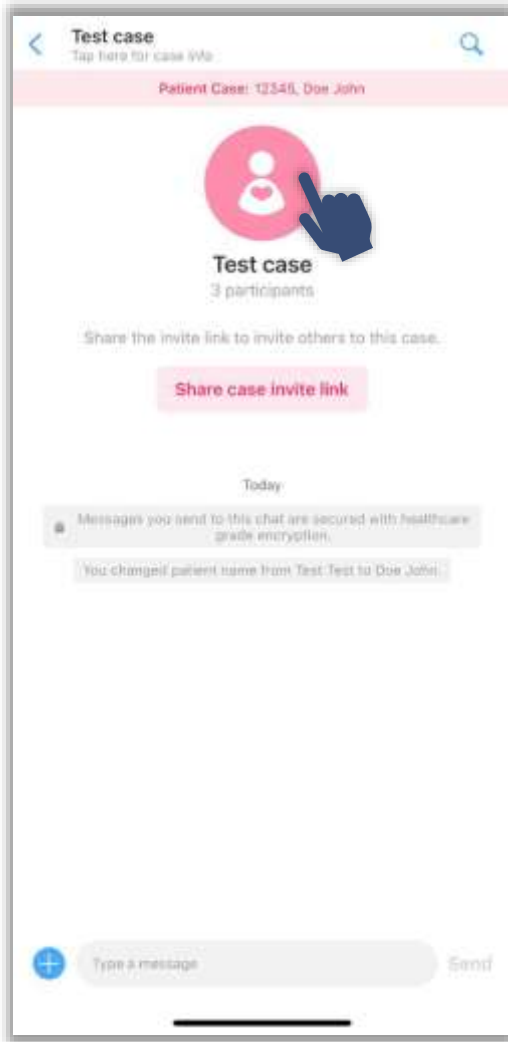 Test case
Tap here for case info
Patient Case: 12345, Doe John
Test case
3 participants
Share the invite link to invite others to this case.
Share case invite link
Today
Messages you send to this chat are secured with healthcare
grade encryption.
You changed patient name from Test Test to Doe John.
Type a message
Send